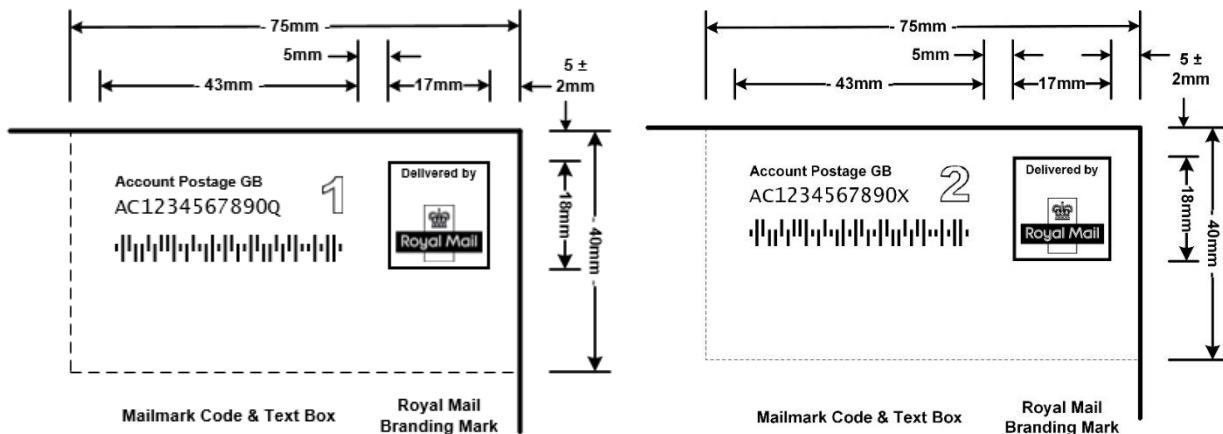 75mm
5mm
5 ±
2mm
43mm
17mm
Account Postage GB
AC1234567890Q
1
Delivered by
Royal Mail
18mm
- 40mm -
Mailmark Code & Text Box
Royal Mail
Branding Mark
75mm
5mm
5 ±
2mm
43mm
17mm
Account Postage GB
AC1234567890X
2
Delivered by
Royal Mail
18mm
- 40mm -
Mailmark Code & Text Box
Royal Mail
Branding Mark